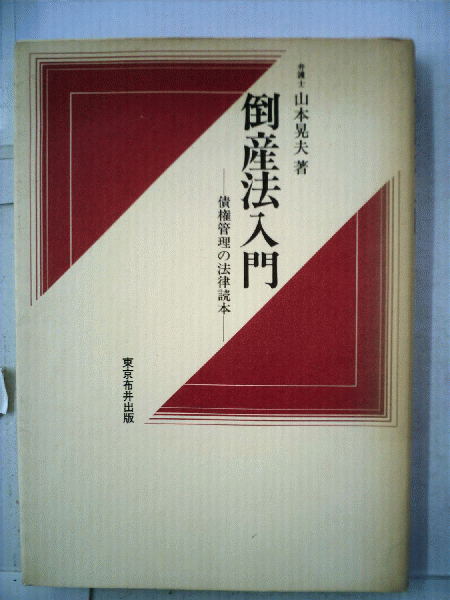 弁護士 山本晃夫 著
倒産法入門
―債権管理の法律読本―
東京布井出版